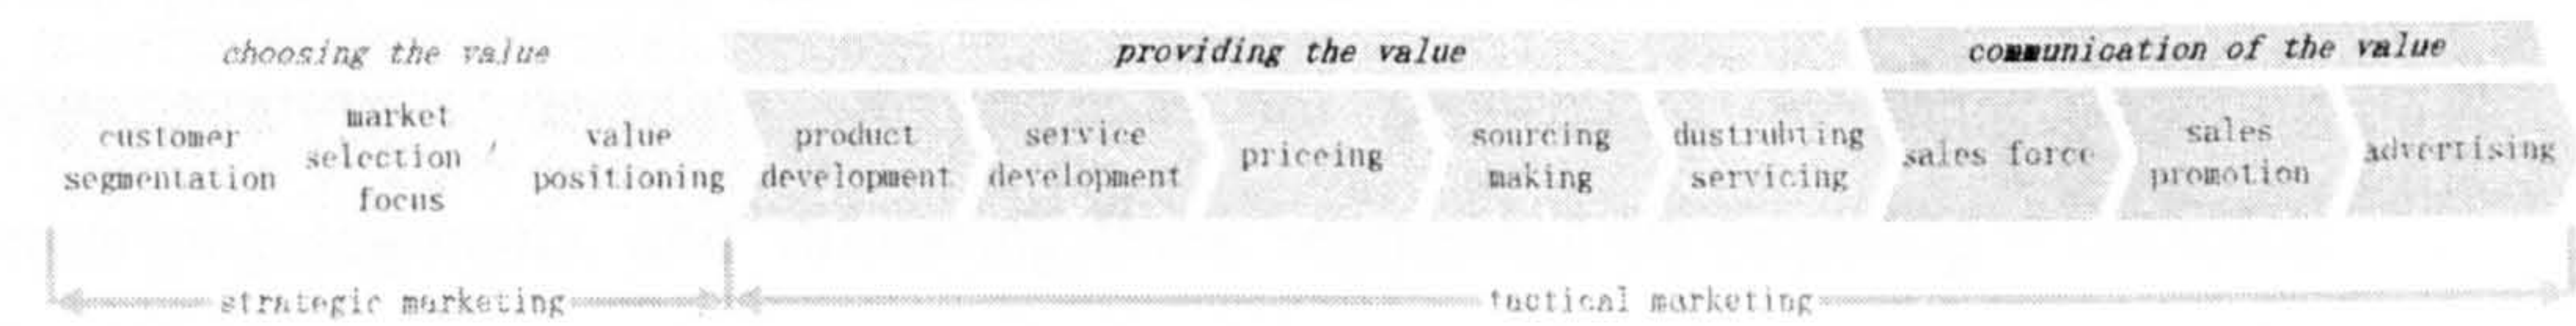 choosing the value
providing the value
communication of the value
customer
segmentation
market
selection
focus
value
positioning
product
development
service
development
priceing
sourcing
making
dustrubting
servicing
sales force
sales
promotion
advertising
strategic marketing
tactical marketing